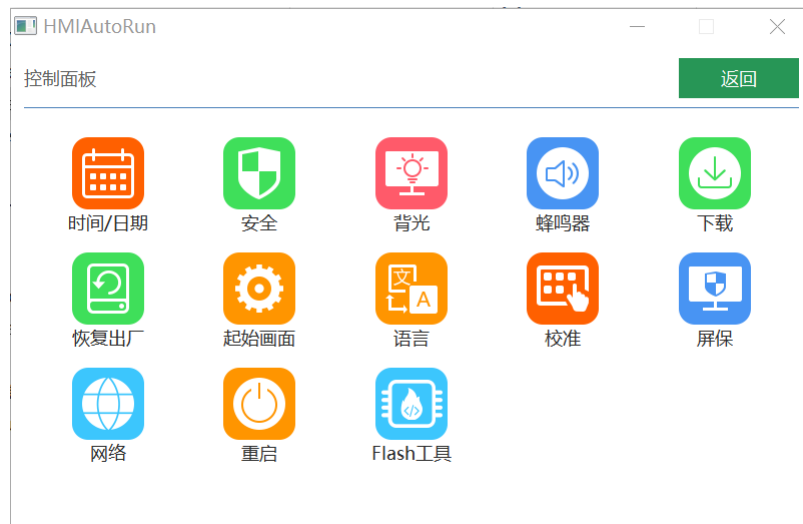 HMIAutoRun
控制面板 返回
时间/日期 安全 背光 蜂鸣器 下载
恢复出厂 起始画面 语言 校准 屏保
网络 重启 Flash工具